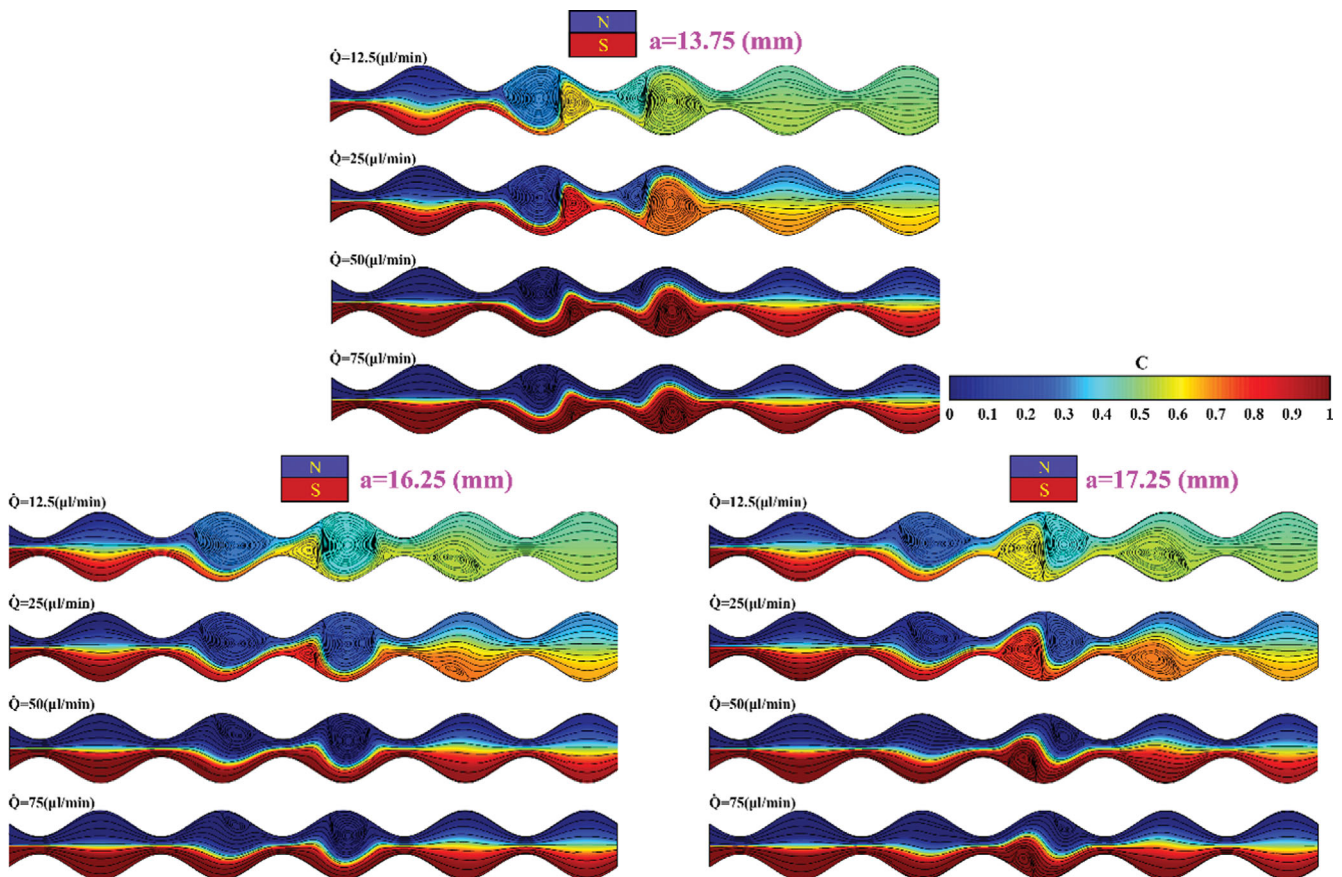 N
S
a=13.75 (mm)
Q̇=12.5(μl/min)
Q̇=25(μl/min)
Q̇=50(μl/min)
Q̇=75(μl/min)
C
0 0.1 0.2 0.3 0.4 0.5 0.6 0.7 0.8 0.9 1
N
S
a=16.25 (mm)
Q̇=12.5(μl/min)
Q̇=25(μl/min)
Q̇=50(μl/min)
Q̇=75(μl/min)
N
S
a=17.25 (mm)
Q̇=12.5(μl/min)
Q̇=25(μl/min)
Q̇=50(μl/min)
Q̇=75(μl/min)